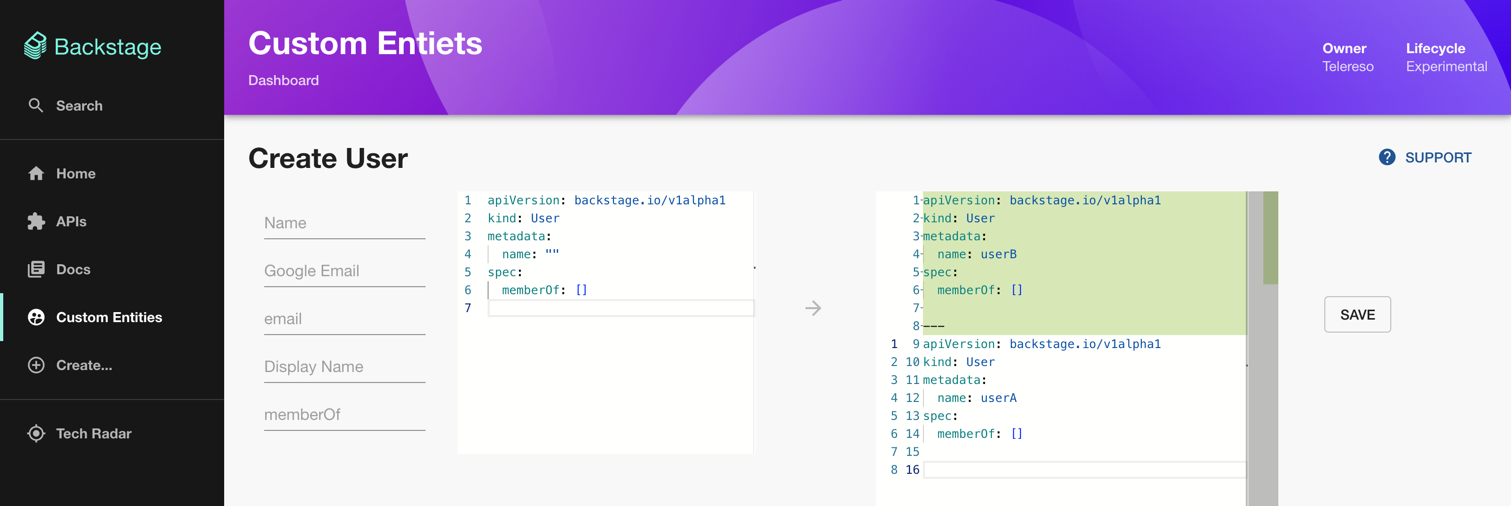 Backstage
Search
Home
APIs
Docs
Custom Entities
Create...
Tech Radar
Custom Entiets
Dashboard
Owner
Telereso
Lifecycle
Experimental
Create User
SUPPORT
Name
Google Email
email
Display Name
memberOf
1 apiVersion: backstage.io/v1alpha1
2 kind: User
3 metadata:
4 name: ""
5 spec:
6 memberOf: []
7
1 apiVersion: backstage.io/v1alpha1
2 kind: User
3 metadata:
4 name: userB
5 spec:
6 memberOf: []
7
8 ---
1 9 apiVersion: backstage.io/v1alpha1
2 10 kind: User
3 11 metadata:
4 12 name: userA
5 13 spec:
6 14 memberOf: []
7 15
8 16
SAVE